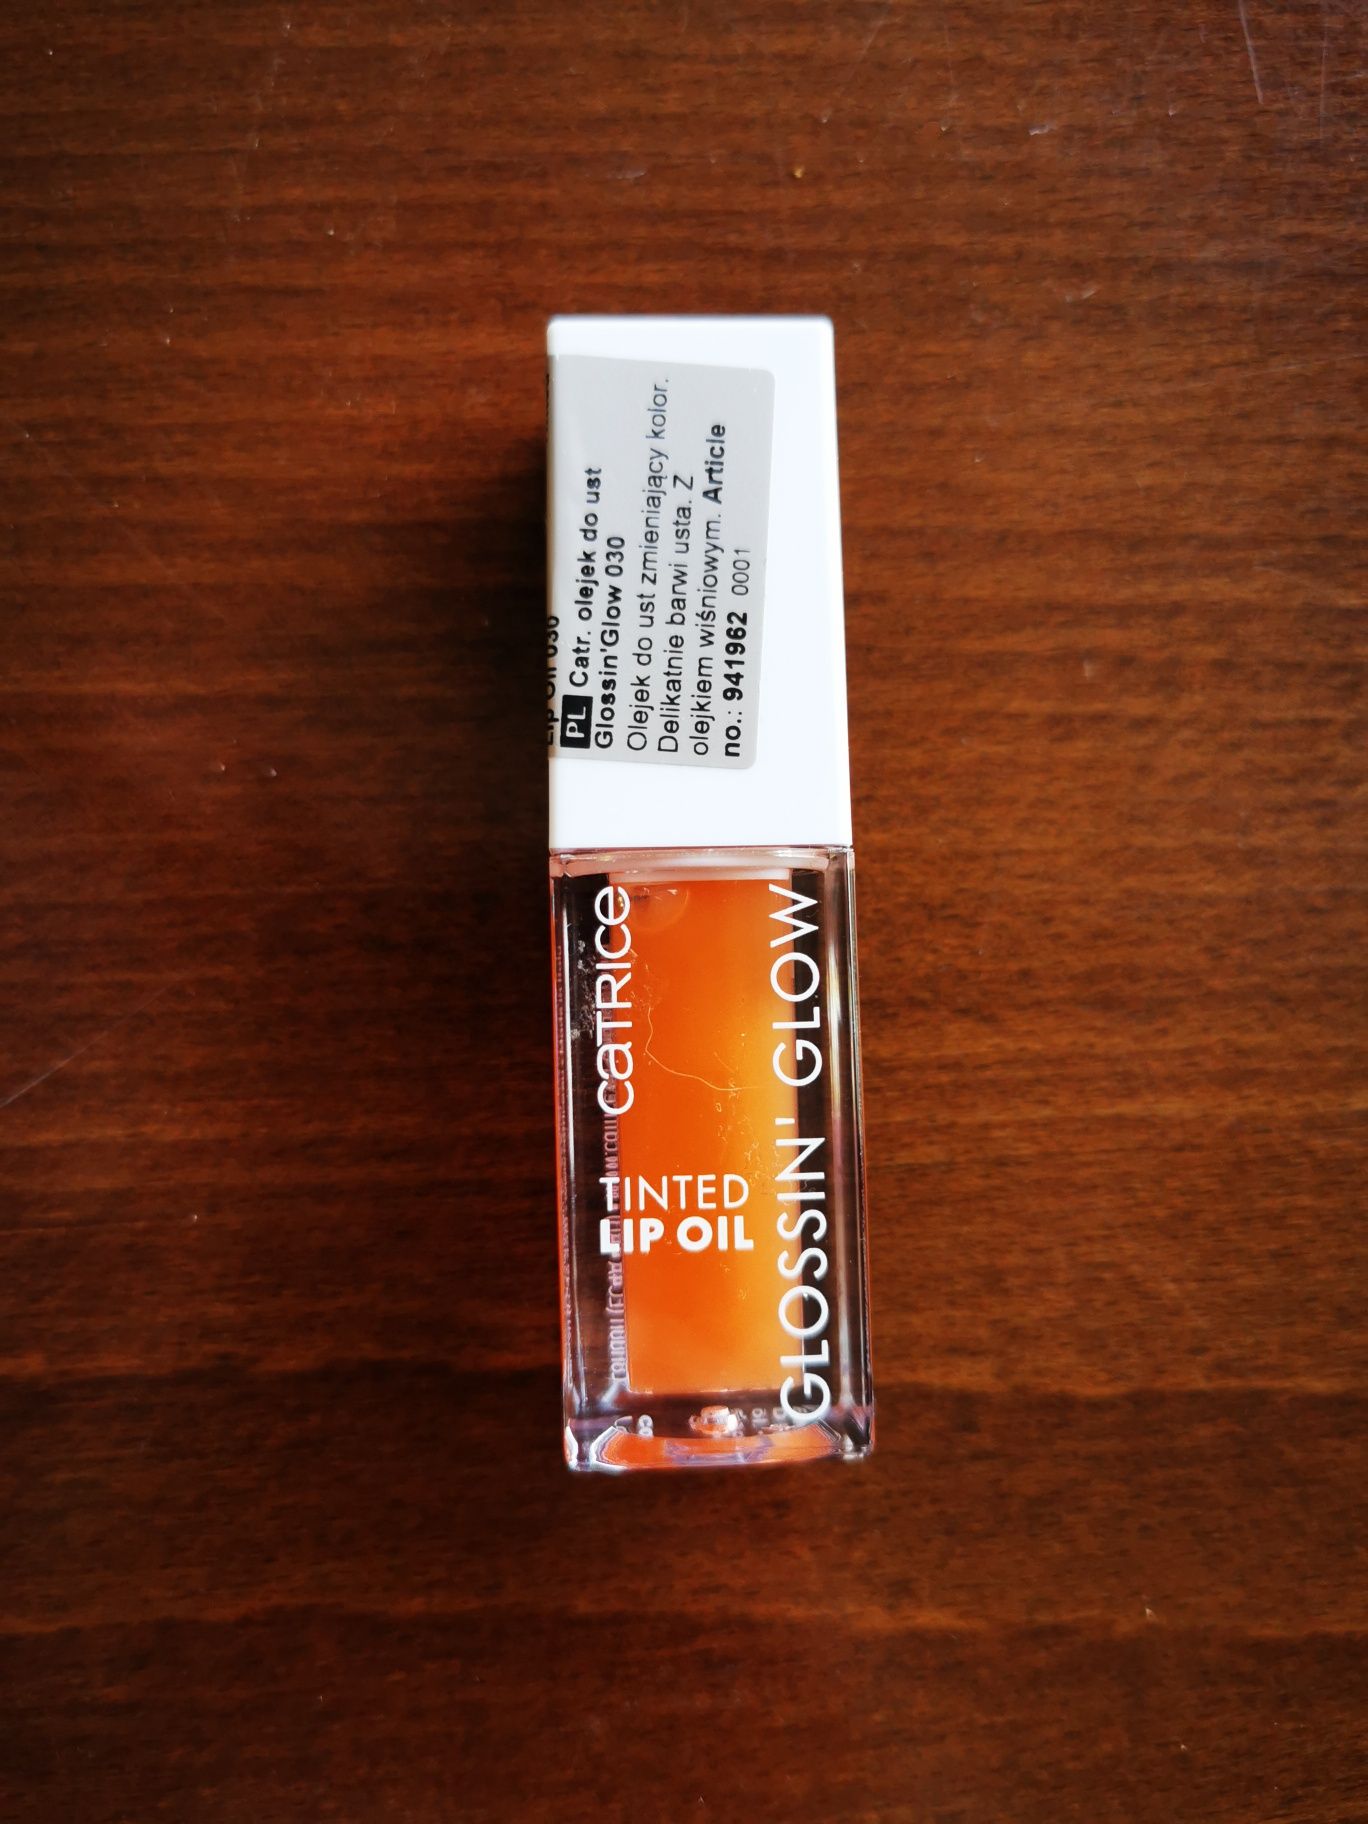 Lip Oil 030
PL Catr. olejek do ust
Glossin'Glow 030
Olejek do ust zmieniający kolor.
Delikatnie barwi usta. Z
olejkiem wiśniowym. Article
no.: 941962 0001
CATRICE
TINTED
LIP OIL
GLOSSIN' GLOW